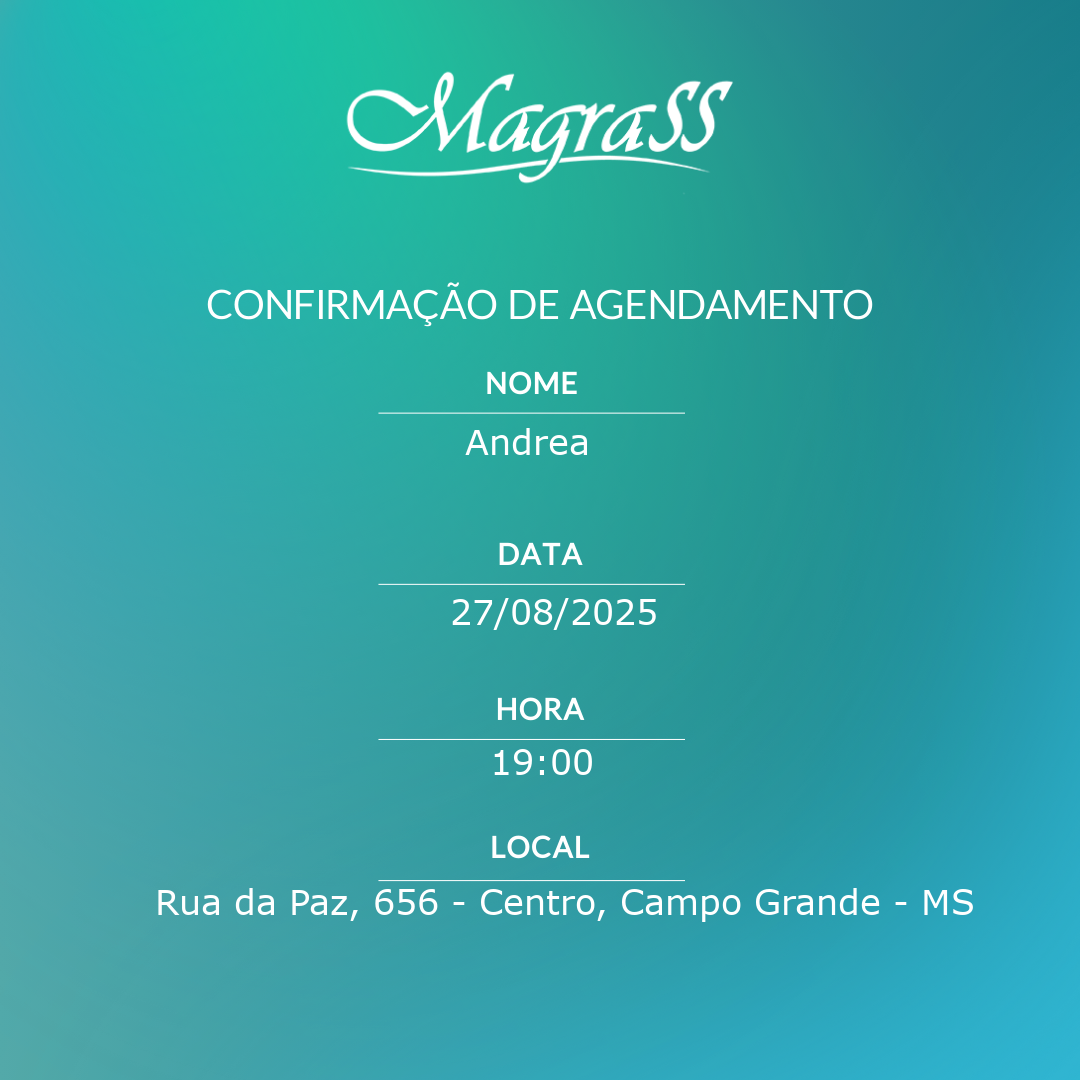 MagraSS
CONFIRMAÇÃO DE AGENDAMENTO
NOME
Andrea
DATA
27/08/2025
HORA
19:00
LOCAL
Rua da Paz, 656 - Centro, Campo Grande - MS